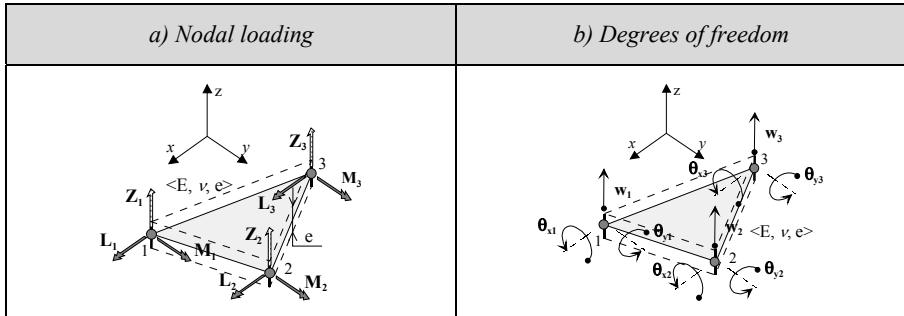 a) Nodal loading
b) Degrees of freedom
z
x
y
Z₃
3
M₃
<E, ν, e>
L₃
Z₁
L₁
1
M₁
Z₂
e
2
L₂
M₂
z
x
y
w₃
3
θx3
θy3
w₁
w₂
<E, ν, e>
θx1
1
θy1
2
θx2
θy2